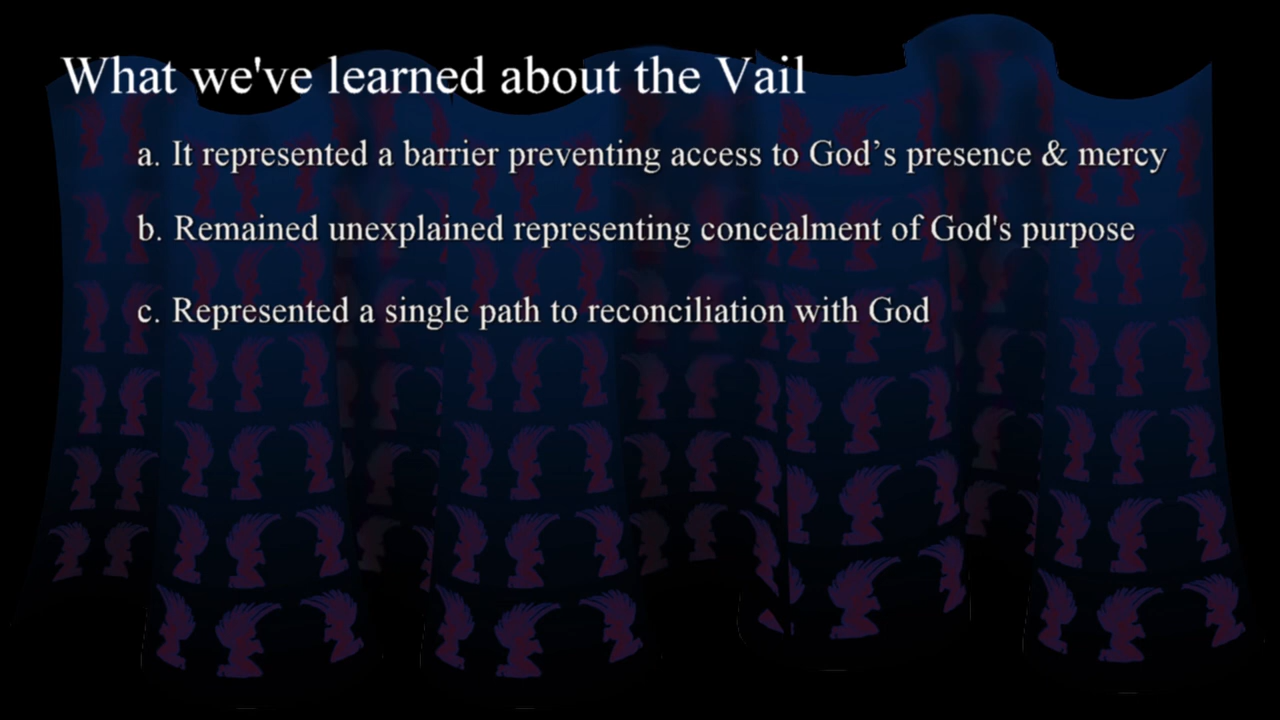 What we've learned about the Vail
a. It represented a barrier preventing access to God’s presence & mercy
b. Remained unexplained representing concealment of God's purpose
c. Represented a single path to reconciliation with God